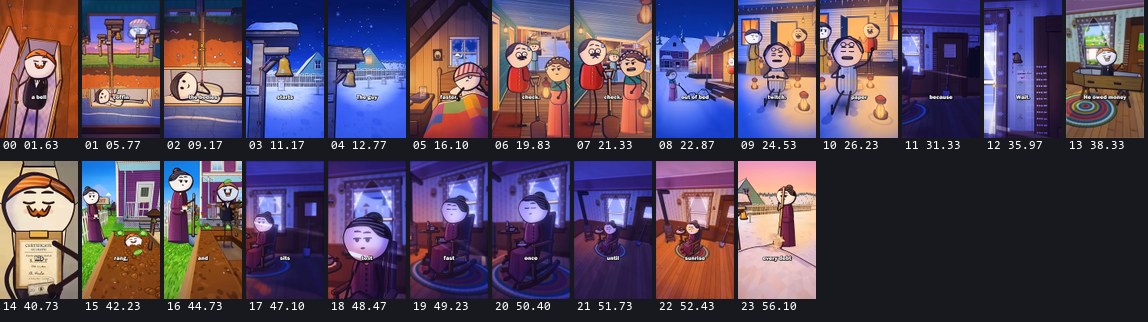 a bell
coffin
starts
the guy
faster.
check.
check.
out of bed
twitch.
paper
because
Wait.
He owed money
rang,
and
sits
fast
once
until
sunrise
every debt
00 01.63
01 05.77
02 09.17
03 11.17
04 12.77
05 16.10
06 19.83
07 21.33
08 22.87
09 24.53
10 26.23
11 31.33
12 35.97
13 38.33
14 40.73
15 42.23
16 44.73
17 47.10
18 48.47
19 49.23
20 50.40
21 51.73
22 52.43
23 56.10